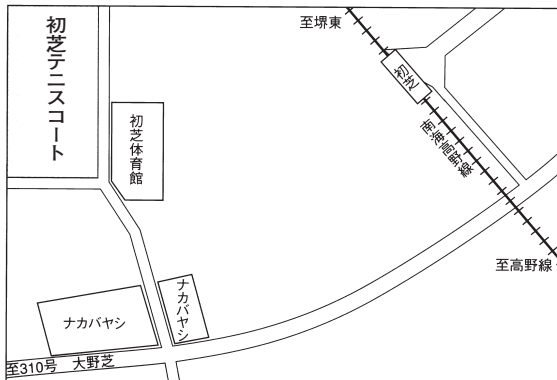 初芝テニスコート
初芝体育館
至堺東
初芝
南海高野線
至高野線
ナカバヤシ
ナカバヤシ
至310号 大野芝